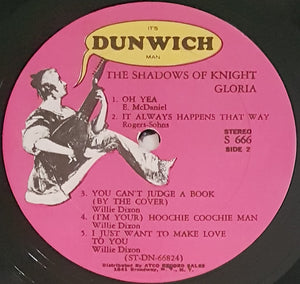 IT'S
DUNWICH
MAN
THE SHADOWS OF KNIGHT
GLORIA
1. OH YEA
E. McDaniel
2. IT ALWAYS HAPPENS THAT WAY
Rogers-Sohns
STEREO
S 666
SIDE 2
3. YOU CAN'T JUDGE A BOOK
(BY THE COVER)
Willie Dixon
4. (I'M YOUR) HOOCHIE COOCHIE MAN
Willie Dixon
5. I JUST WANT TO MAKE LOVE
TO YOU
Willie Dixon
(ST-DN-66824)
Distributed By ATCO RECORD SALES
1841 Broadway, N. Y., N. Y.